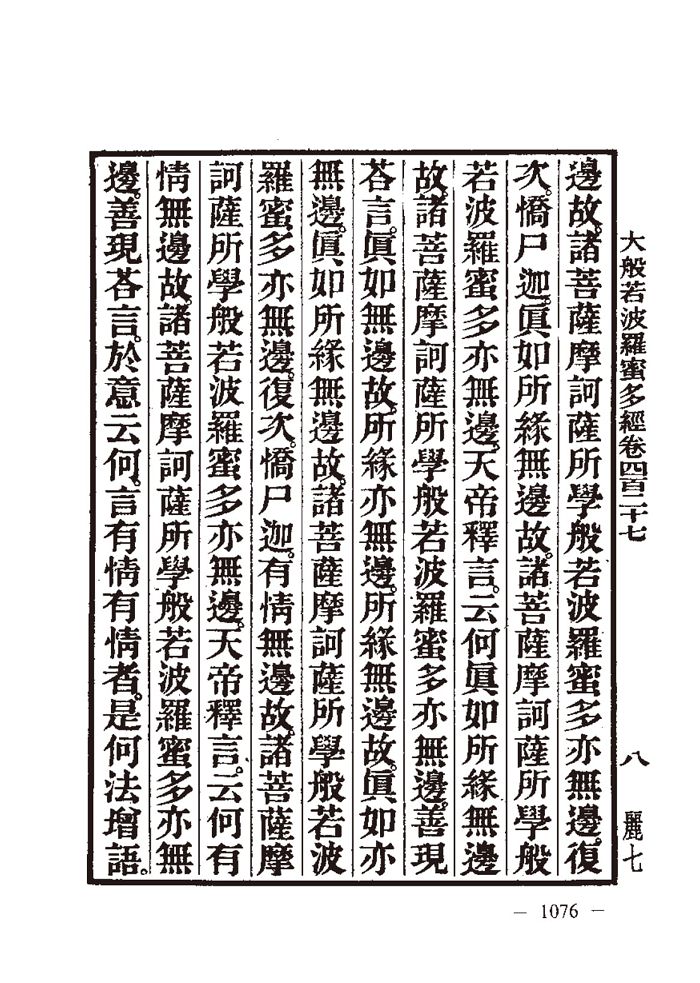 大般若波羅蜜多經卷四百二十七
八
麗七
邊故。諸菩薩摩訶薩所學般若波羅蜜多亦無邊。復
次。憍尸迦。眞如所緣無邊故。諸菩薩摩訶薩所學般
若波羅蜜多亦無邊。天帝釋言。云何眞如所緣無邊
故。諸菩薩摩訶薩所學般若波羅蜜多亦無邊。善現
荅言。眞如無邊故。所緣亦無邊。所緣無邊故。眞如亦
無邊。眞如所緣無邊故。諸菩薩摩訶薩所學般若波
羅蜜多亦無邊。復次。憍尸迦。有情無邊故。諸菩薩摩
訶薩所學般若波羅蜜多亦無邊。天帝釋言。云何有
情無邊故。諸菩薩摩訶薩所學般若波羅蜜多亦無
邊。善現荅言。於意云何。言有情有情者。是何法增語。
— 1076 —